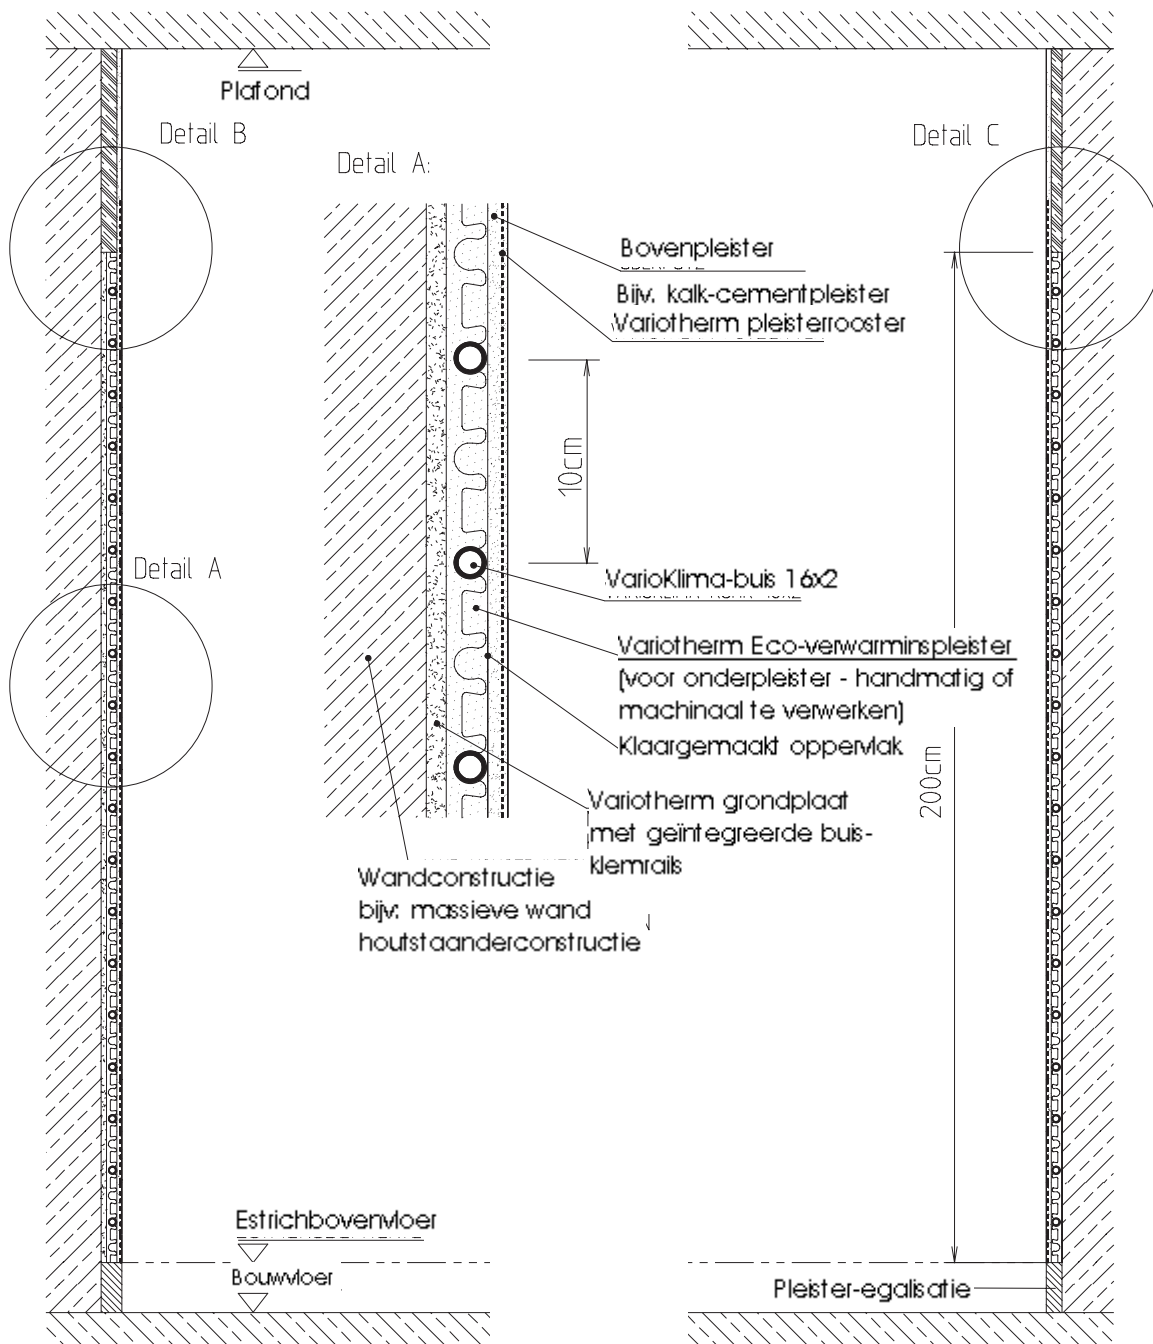 Plafond
Detail B
Detail C
Detail A:
Bovenpleister
Bijv. kalk-cementpleister
Variotherm pleisterrooster
10cm
Detail A
VarioKlima-buis 16x2
Variotherm Eco-verwarminspleister
(voor onderpleister - handmatig of
machinaal te verwerken)
Klaargemaakt oppervlak
200cm
Variotherm grondplaat
met geïntegreerde buis-
klemrails
Wandconstructie
bijv: massieve wand
houtstaanderconstructie
Estrichbovenvloer
Bouwvloer
Pleister-egalisatie